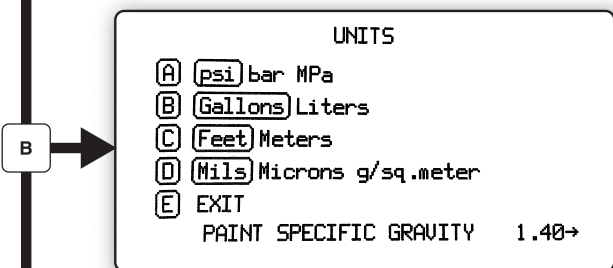 UNITS
A psi bar MPa
B Gallons Liters
C Feet Meters
D Mils Microns g/sq.meter
E EXIT
PAINT SPECIFIC GRAVITY 1.40→
B